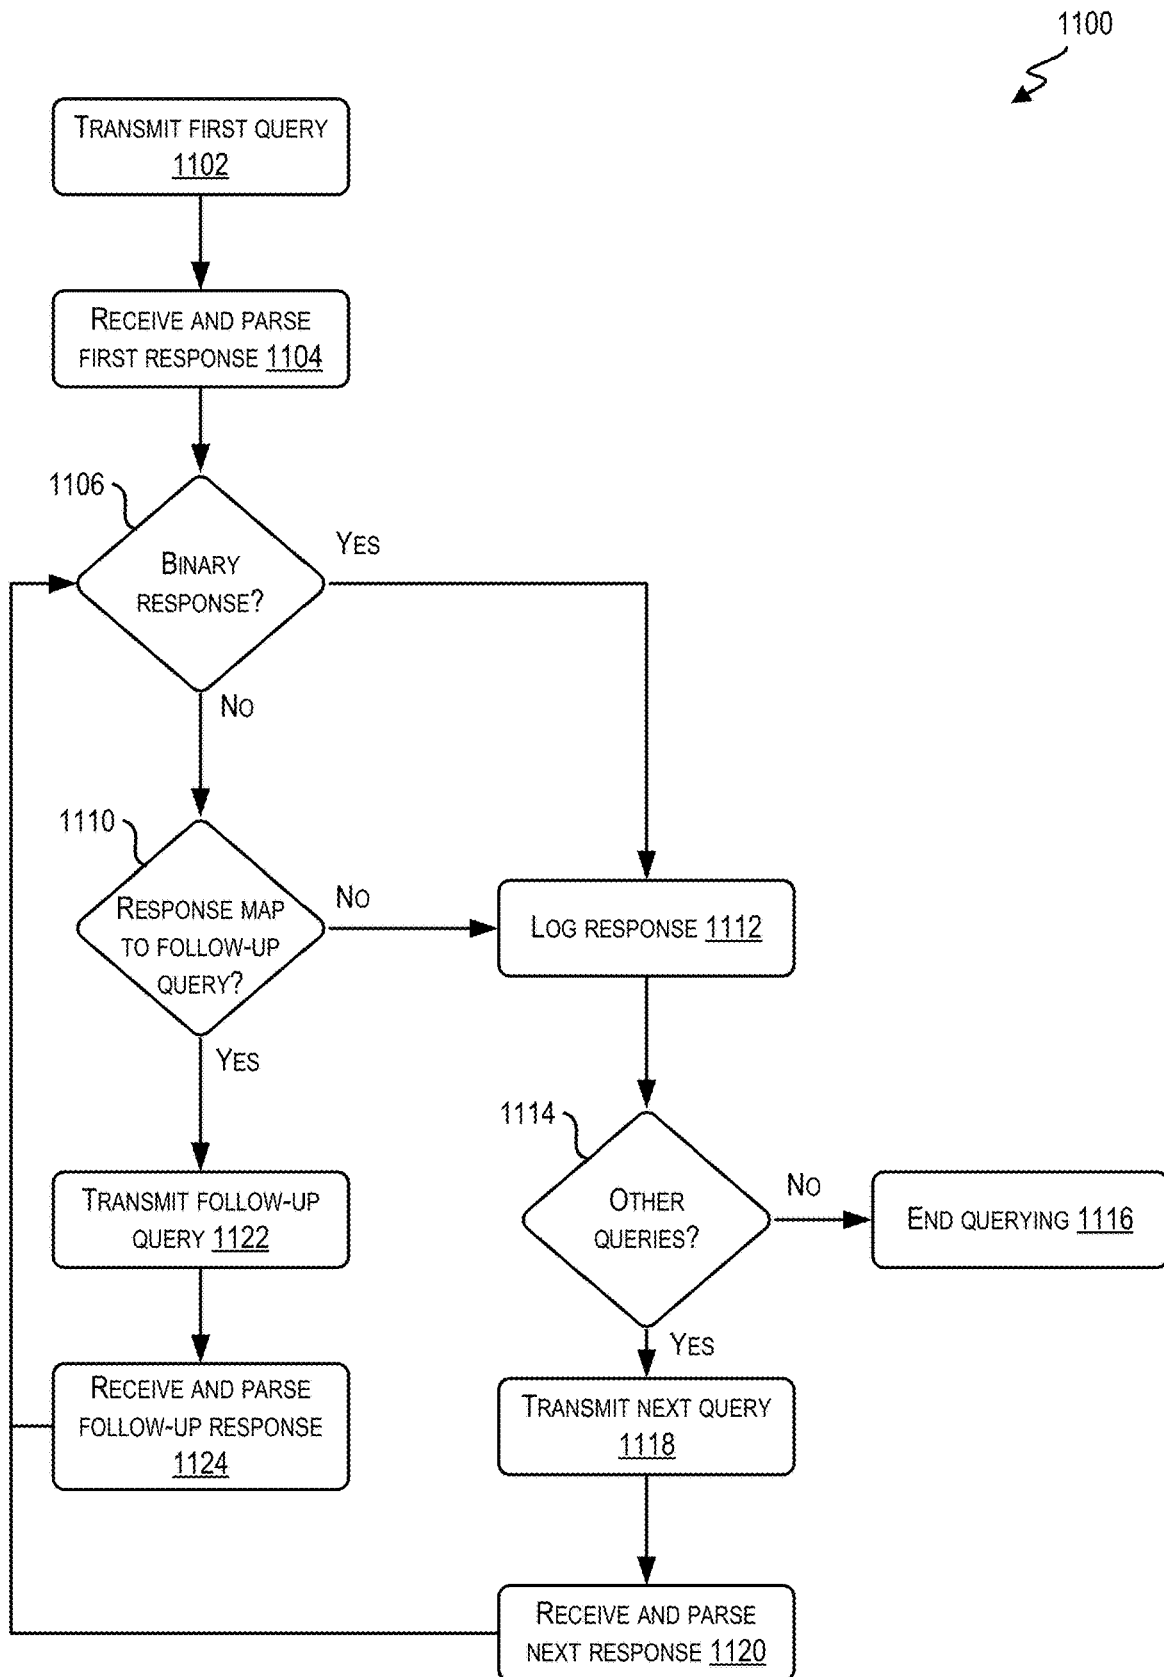 1100
TRANSMIT FIRST QUERY
1102
RECEIVE AND PARSE
FIRST RESPONSE 1104
1106
BINARY
RESPONSE?
YES
NO
1110
RESPONSE MAP
TO FOLLOW-UP
QUERY?
NO
LOG RESPONSE 1112
YES
1114
OTHER
QUERIES?
NO
END QUERYING 1116
YES
TRANSMIT FOLLOW-UP
QUERY 1122
RECEIVE AND PARSE
FOLLOW-UP RESPONSE
1124
TRANSMIT NEXT QUERY
1118
RECEIVE AND PARSE
NEXT RESPONSE 1120